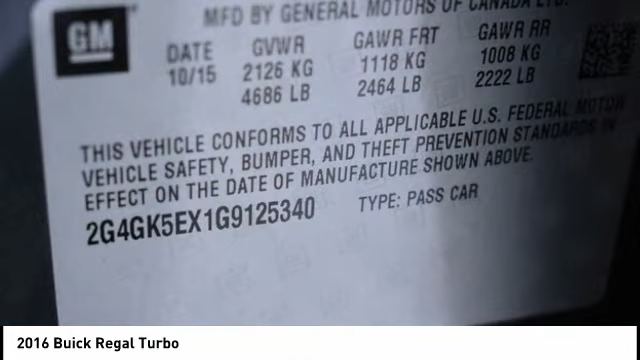 MFD BY GENERAL MOTORS OF CANADA LTD.
GM
DATE GVWR GAWR FRT GAWR RR
10/15 2126 KG 1118 KG 1008 KG
4686 LB 2464 LB 2222 LB
THIS VEHICLE CONFORMS TO ALL APPLICABLE U.S. FEDERAL MOTOR
VEHICLE SAFETY, BUMPER, AND THEFT PREVENTION STANDARDS IN
EFFECT ON THE DATE OF MANUFACTURE SHOWN ABOVE.
2G4GK5EX1G9125340 TYPE: PASS CAR
2016 Buick Regal Turbo